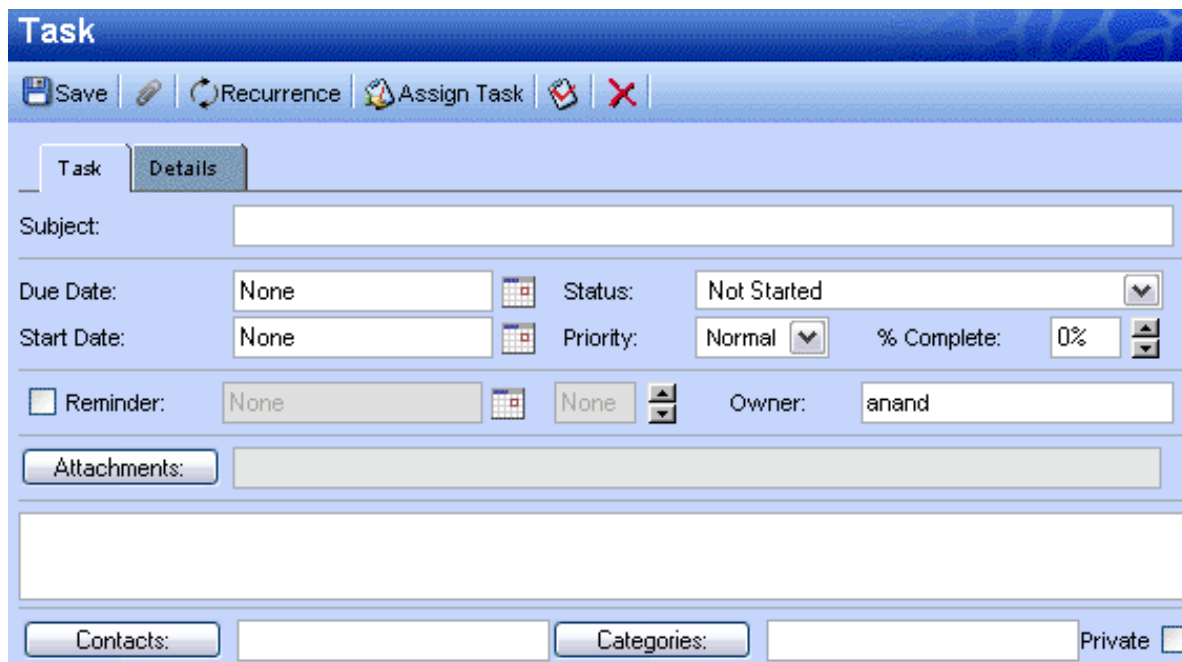 Task
Save Recurrence Assign Task
Task Details
Subject:
Due Date: None Status: Not Started
Start Date: None Priority: Normal % Complete: 0%
Reminder: None None Owner: anand
Attachments:
Contacts: Categories: Private